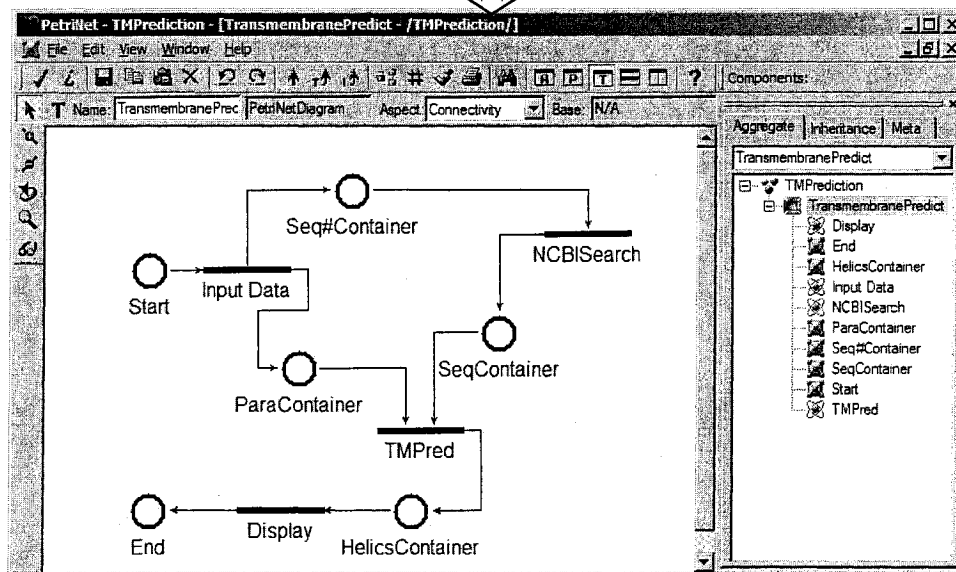 PetriNet - TMPrediction - [TransmembranePredict - /TMPrediction/]
File Edit View Window Help
Components:
Name: TransmembranePrec PetriNetDiagram Aspect: Connectivity Base: N/A
Aggregate Inheritance Meta
TransmembranePredict
TMPrediction
TransmembranePredict
Display
End
HelicsContainer
Input Data
NCBISearch
ParaContainer
Seq#Container
SeqContainer
Start
TMPred
Seq#Container
NCBISearch
Input Data
Start
SeqContainer
ParaContainer
TMPred
Display
End
HelicsContainer